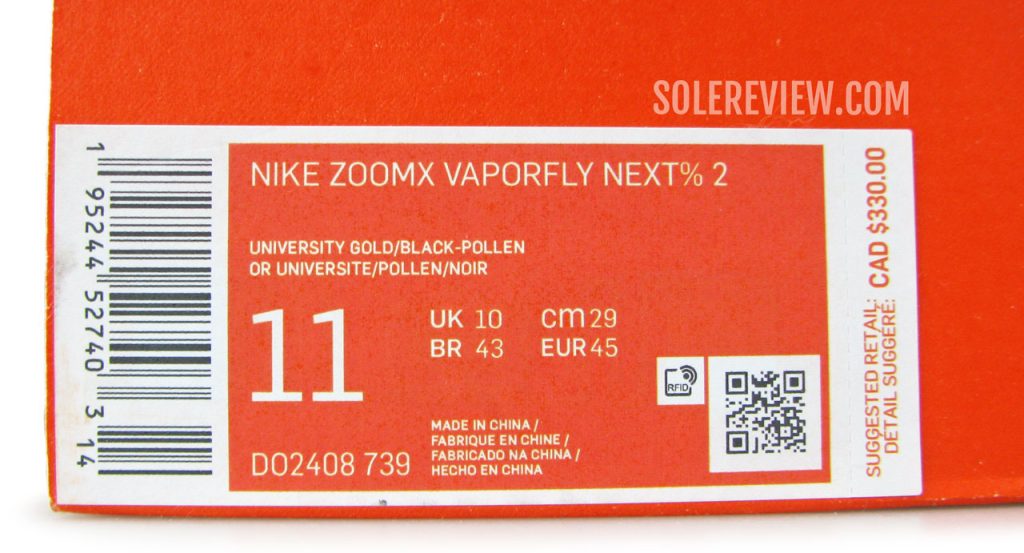 SOLEREVIEW.COM
NIKE ZOOMX VAPORFLY NEXT% 2
UNIVERSITY GOLD/BLACK-POLLEN
OR UNIVERSITE/POLLEN/NOIR
11
UK 10
cm 29
BR 43
EUR 45
RFID
MADE IN CHINA /
FABRIQUE EN CHINE /
FABRICADO NA CHINA /
HECHO EN CHINA
DO2408 739
1 95244 52740 3 14
SUGGESTED RETAIL:
DETAIL SUGGÉRÉ:
CAD $330.00